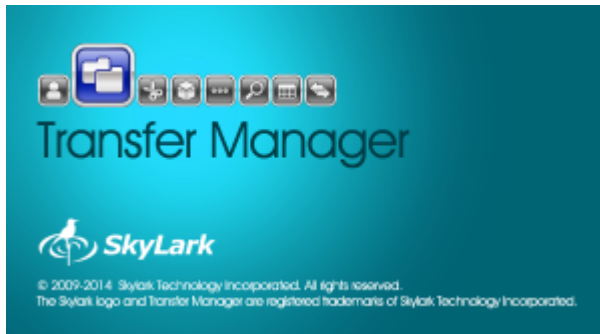 Transfer Manager
SkyLark
© 2009-2014 Skylark Technology Incorporated. All rights reserved.
The Skylark logo and Transfer Manager are registered trademarks of Skylark Technology Incorporated.